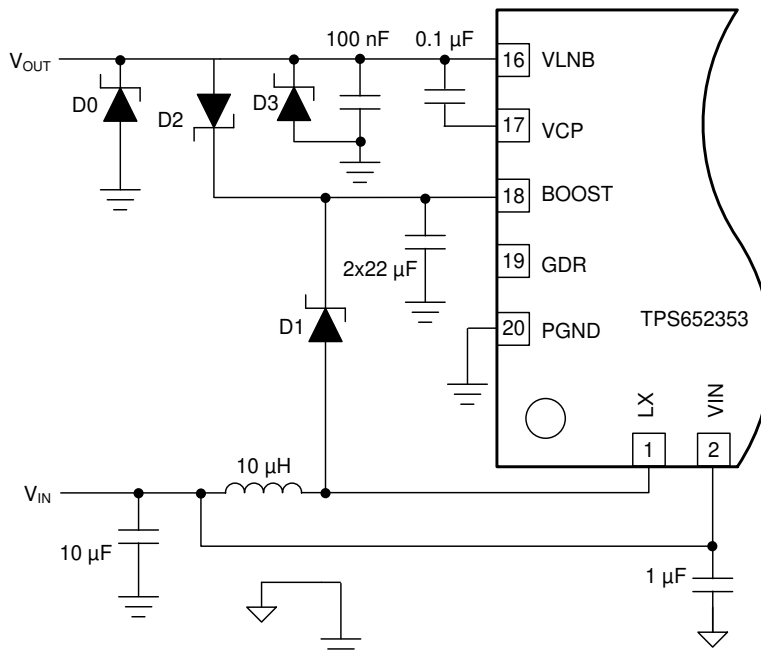 100 nF
0.1 µF
VOUT
16
VLNB
D0
D2
D3
17
VCP
18
BOOST
2x22 µF
19
GDR
D1
20
PGND
TPS652353
LX
VIN
1
2
10 µH
VIN
10 µF
1 µF